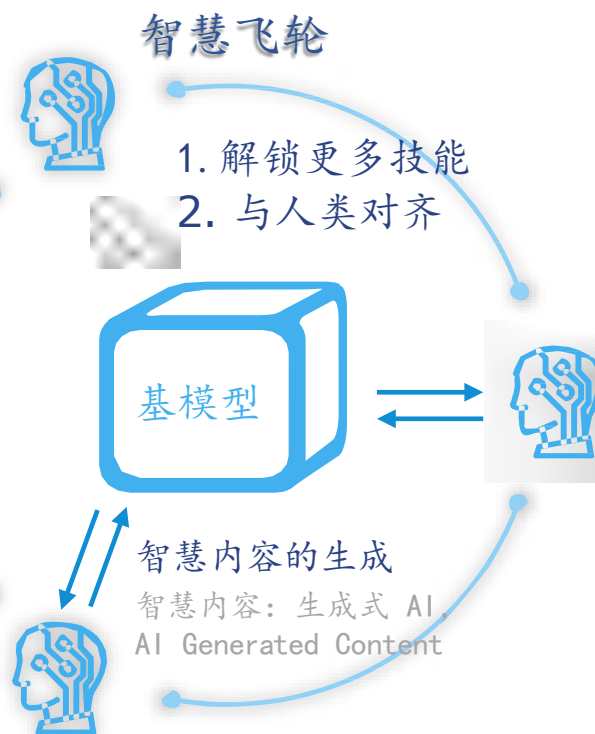 智慧飞轮
1. 解锁更多技能
2. 与人类对齐
基模型
智慧内容的生成
智慧内容：生成式 AI,
AI Generated Content